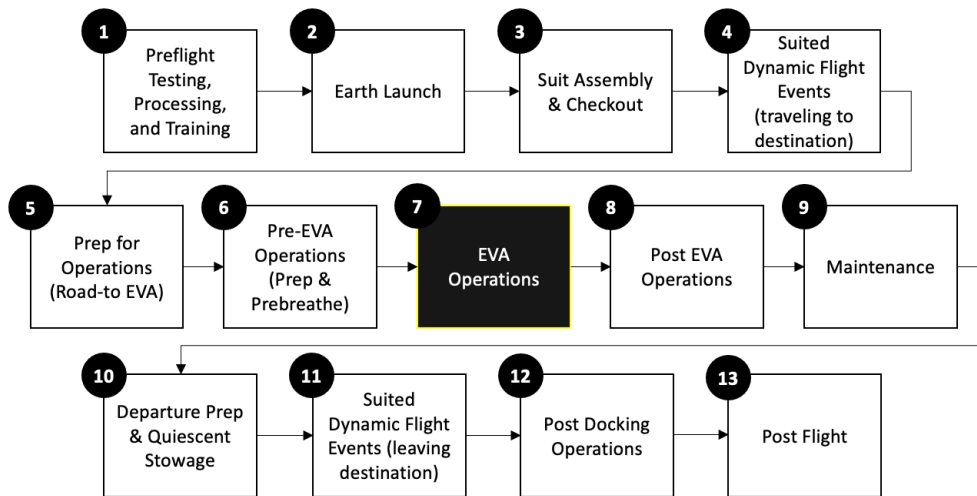 1
Preflight
Testing,
Processing,
and Training
2
Earth Launch
3
Suit Assembly
& Checkout
4
Suited
Dynamic Flight
Events
(traveling to
destination)
5
Prep for
Operations
(Road-to EVA)
6
Pre-EVA
Operations
(Prep &
Prebreathe)
7
EVA
Operations
8
Post EVA
Operations
9
Maintenance
10
Departure Prep
& Quiescent
Stowage
11
Suited
Dynamic Flight
Events (leaving
destination)
12
Post Docking
Operations
13
Post Flight